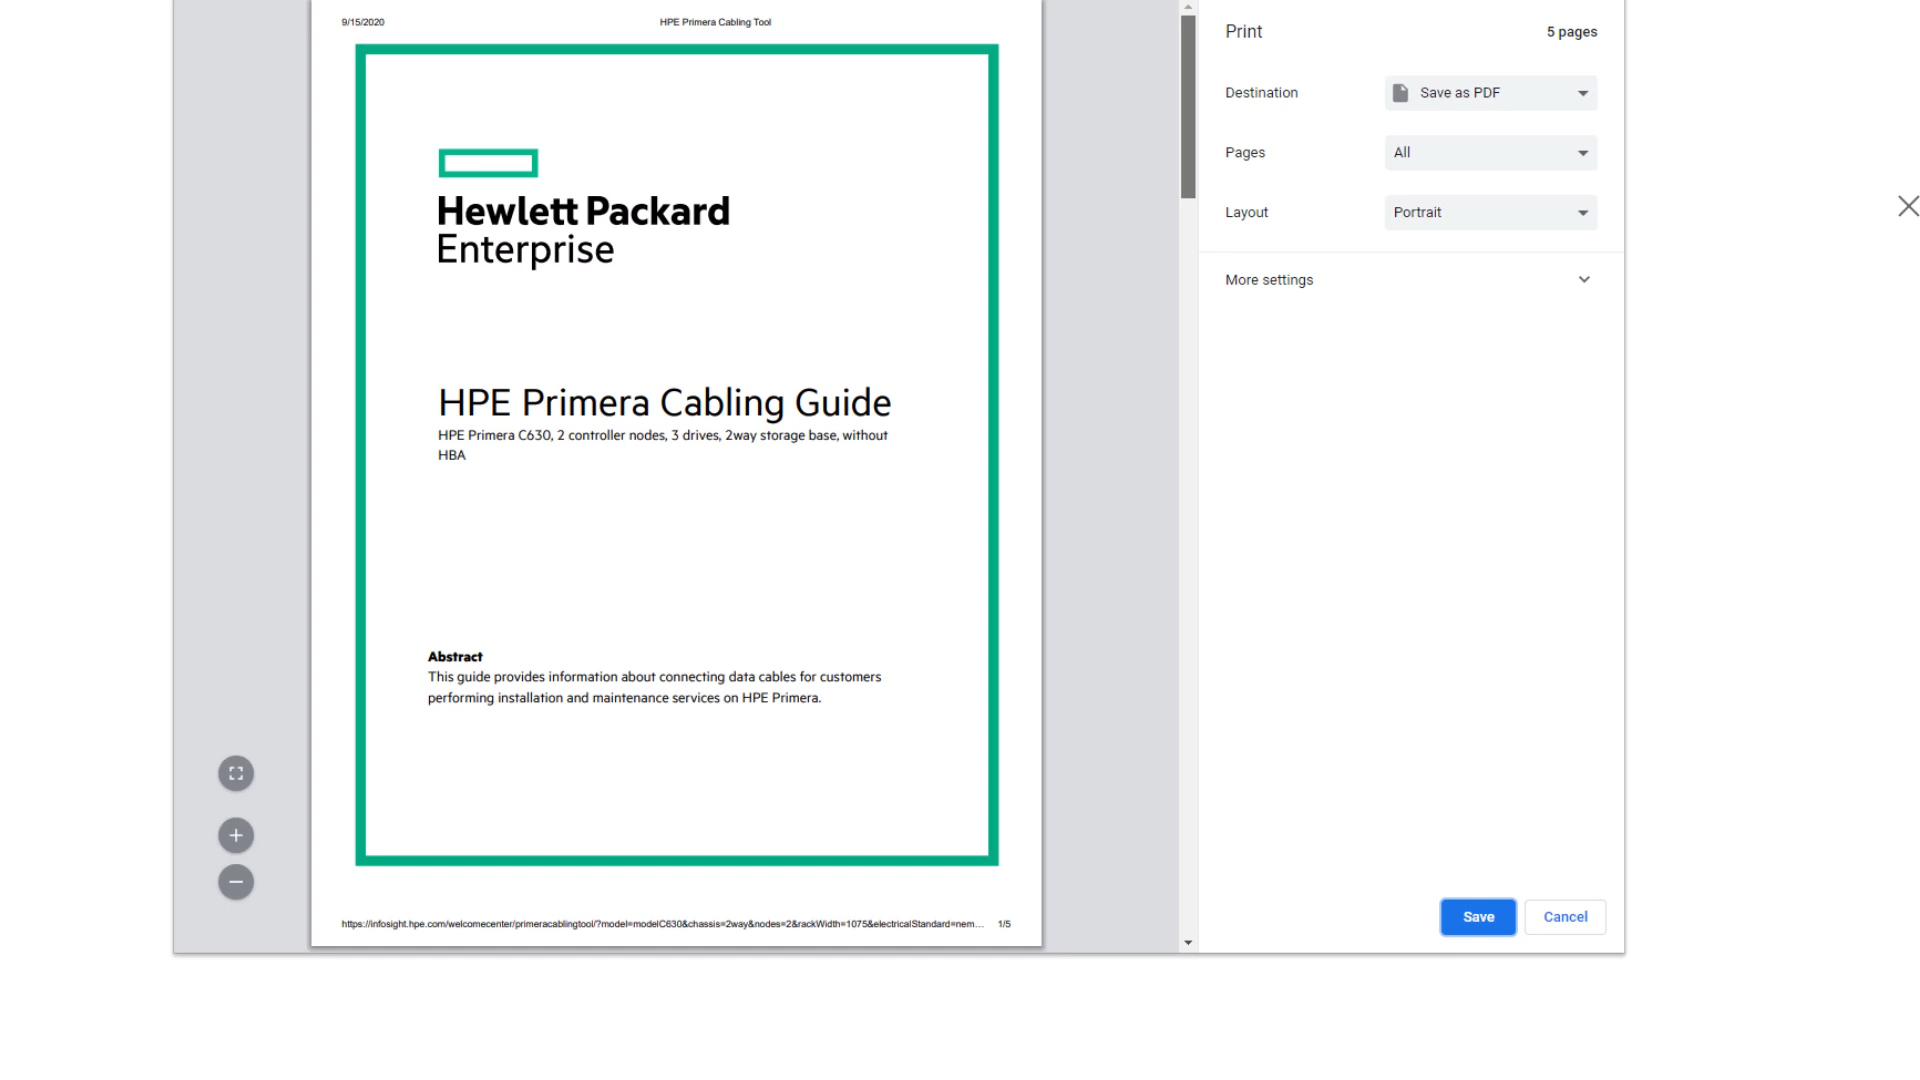 9/15/2020 HPE Primera Cabling Tool
Hewlett Packard
Enterprise
HPE Primera Cabling Guide
HPE Primera C630, 2 controller nodes, 3 drives, 2way storage base, without
HBA
Abstract
This guide provides information about connecting data cables for customers
performing installation and maintenance services on HPE Primera.
https://infosight.hpe.com/welcomecenter/primeracablingtool/?model=modelC630&chassis=2way&nodes=2&rackWidth=1075&electricalStandard=nem... 1/5
Print 5 pages
Destination Save as PDF
Pages All
Layout Portrait
More settings
Save Cancel